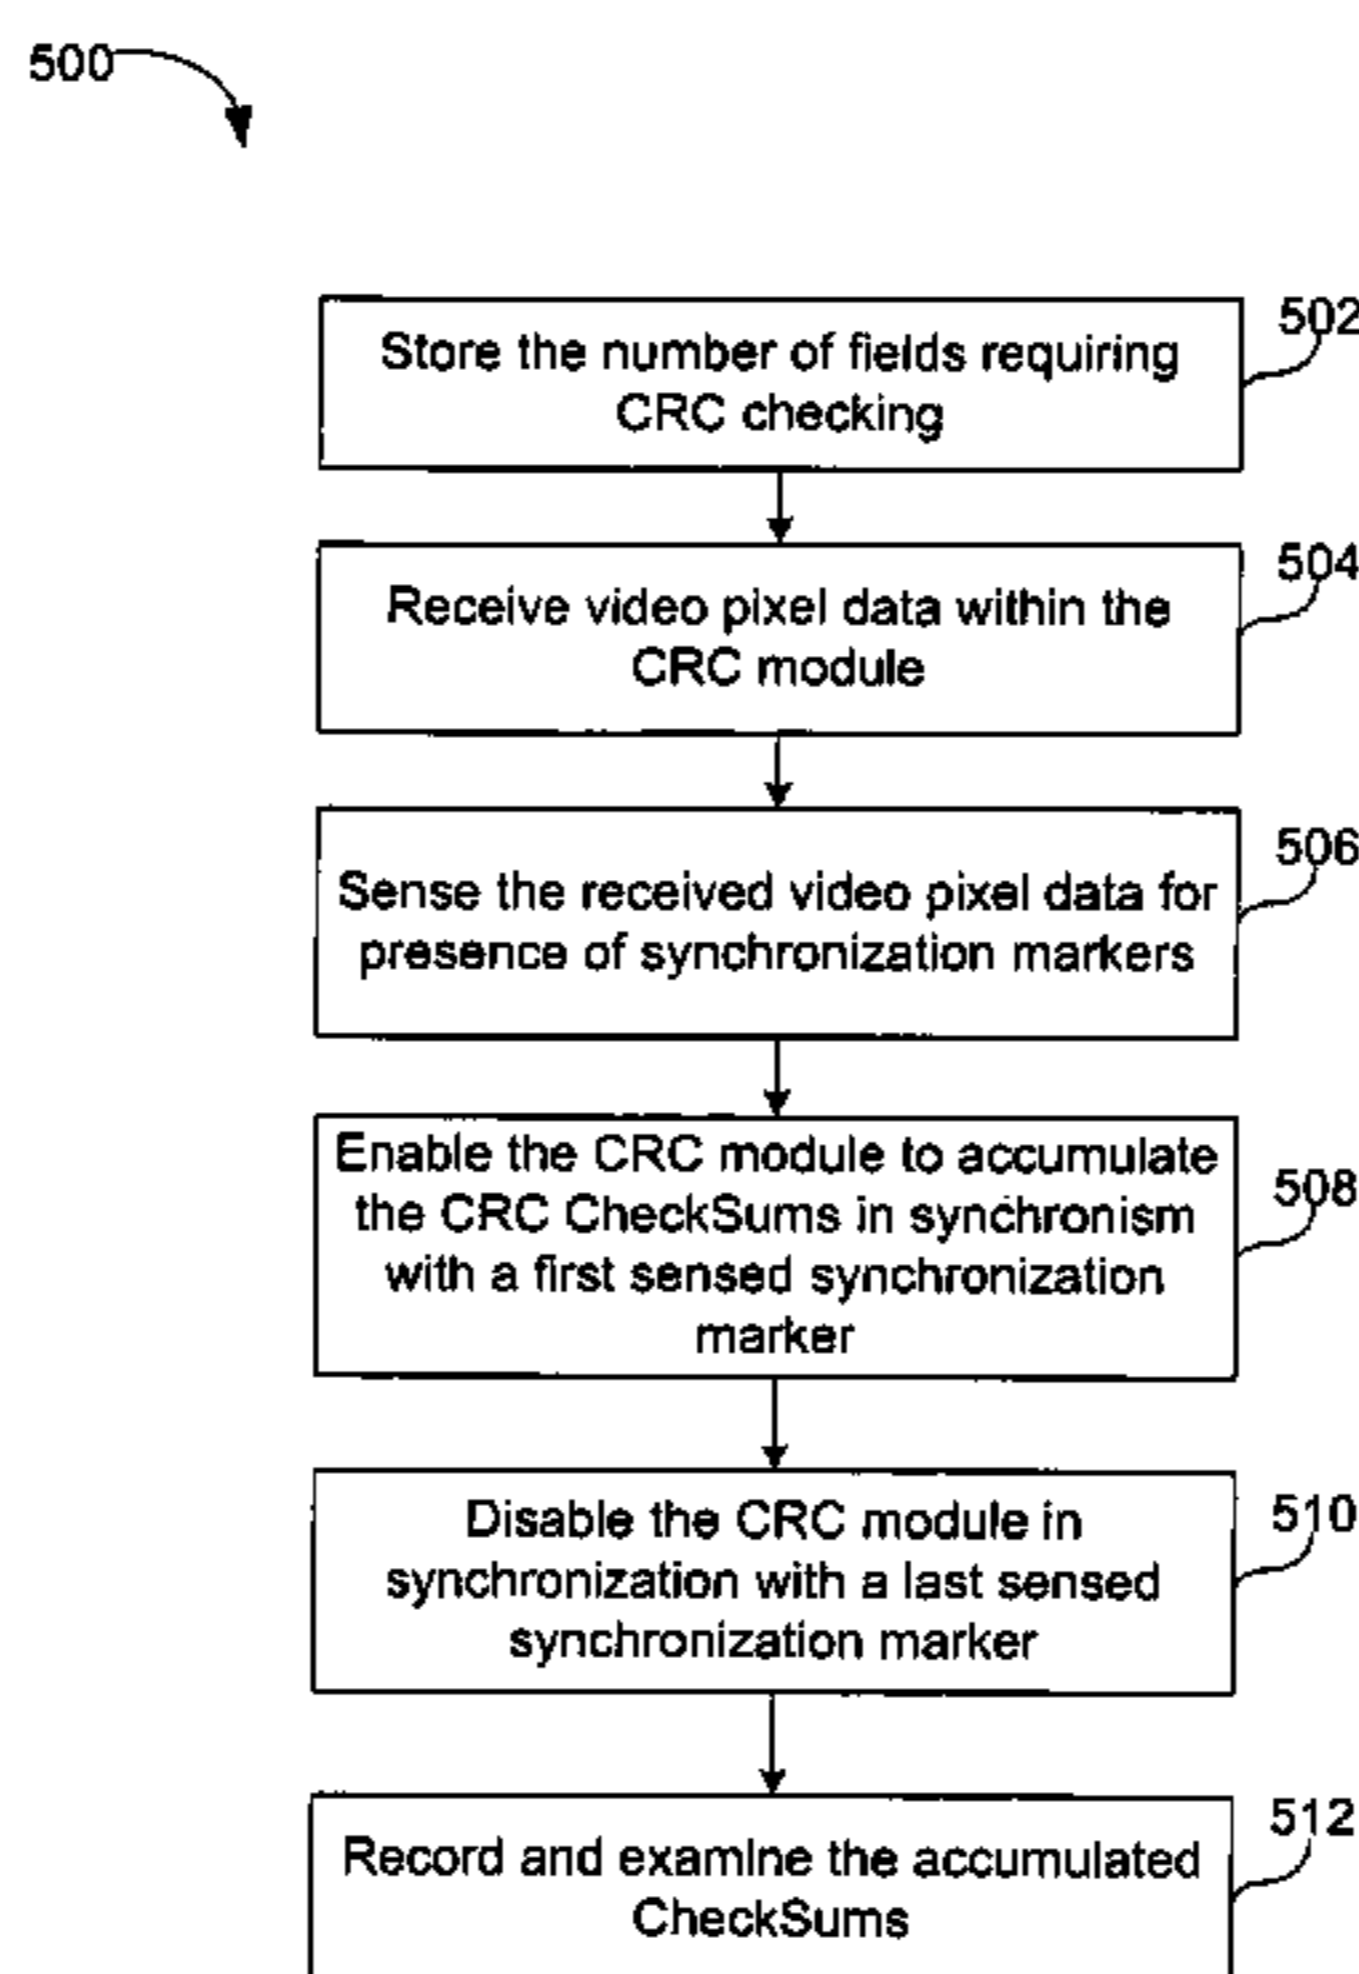 500
Store the number of fields requiring
CRC checking
502
Receive video pixel data within the
CRC module
504
Sense the received video pixel data for
presence of synchronization markers
506
Enable the CRC module to accumulate
the CRC CheckSums in synchronism
with a first sensed synchronization
marker
508
Disable the CRC module in
synchronization with a last sensed
synchronization marker
510
Record and examine the accumulated
CheckSums
512